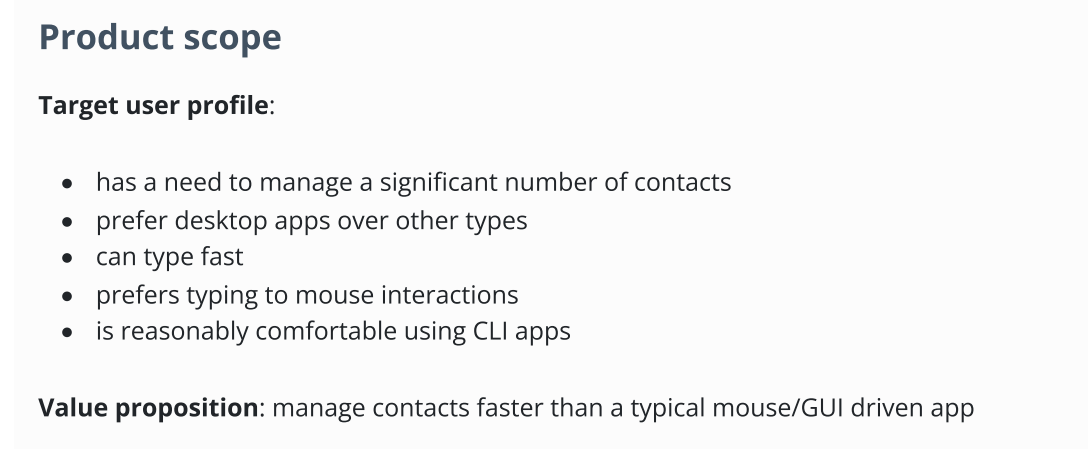 Product scope
Target user profile:
• has a need to manage a significant number of contacts
• prefer desktop apps over other types
• can type fast
• prefers typing to mouse interactions
• is reasonably comfortable using CLI apps
Value proposition: manage contacts faster than a typical mouse/GUI driven app